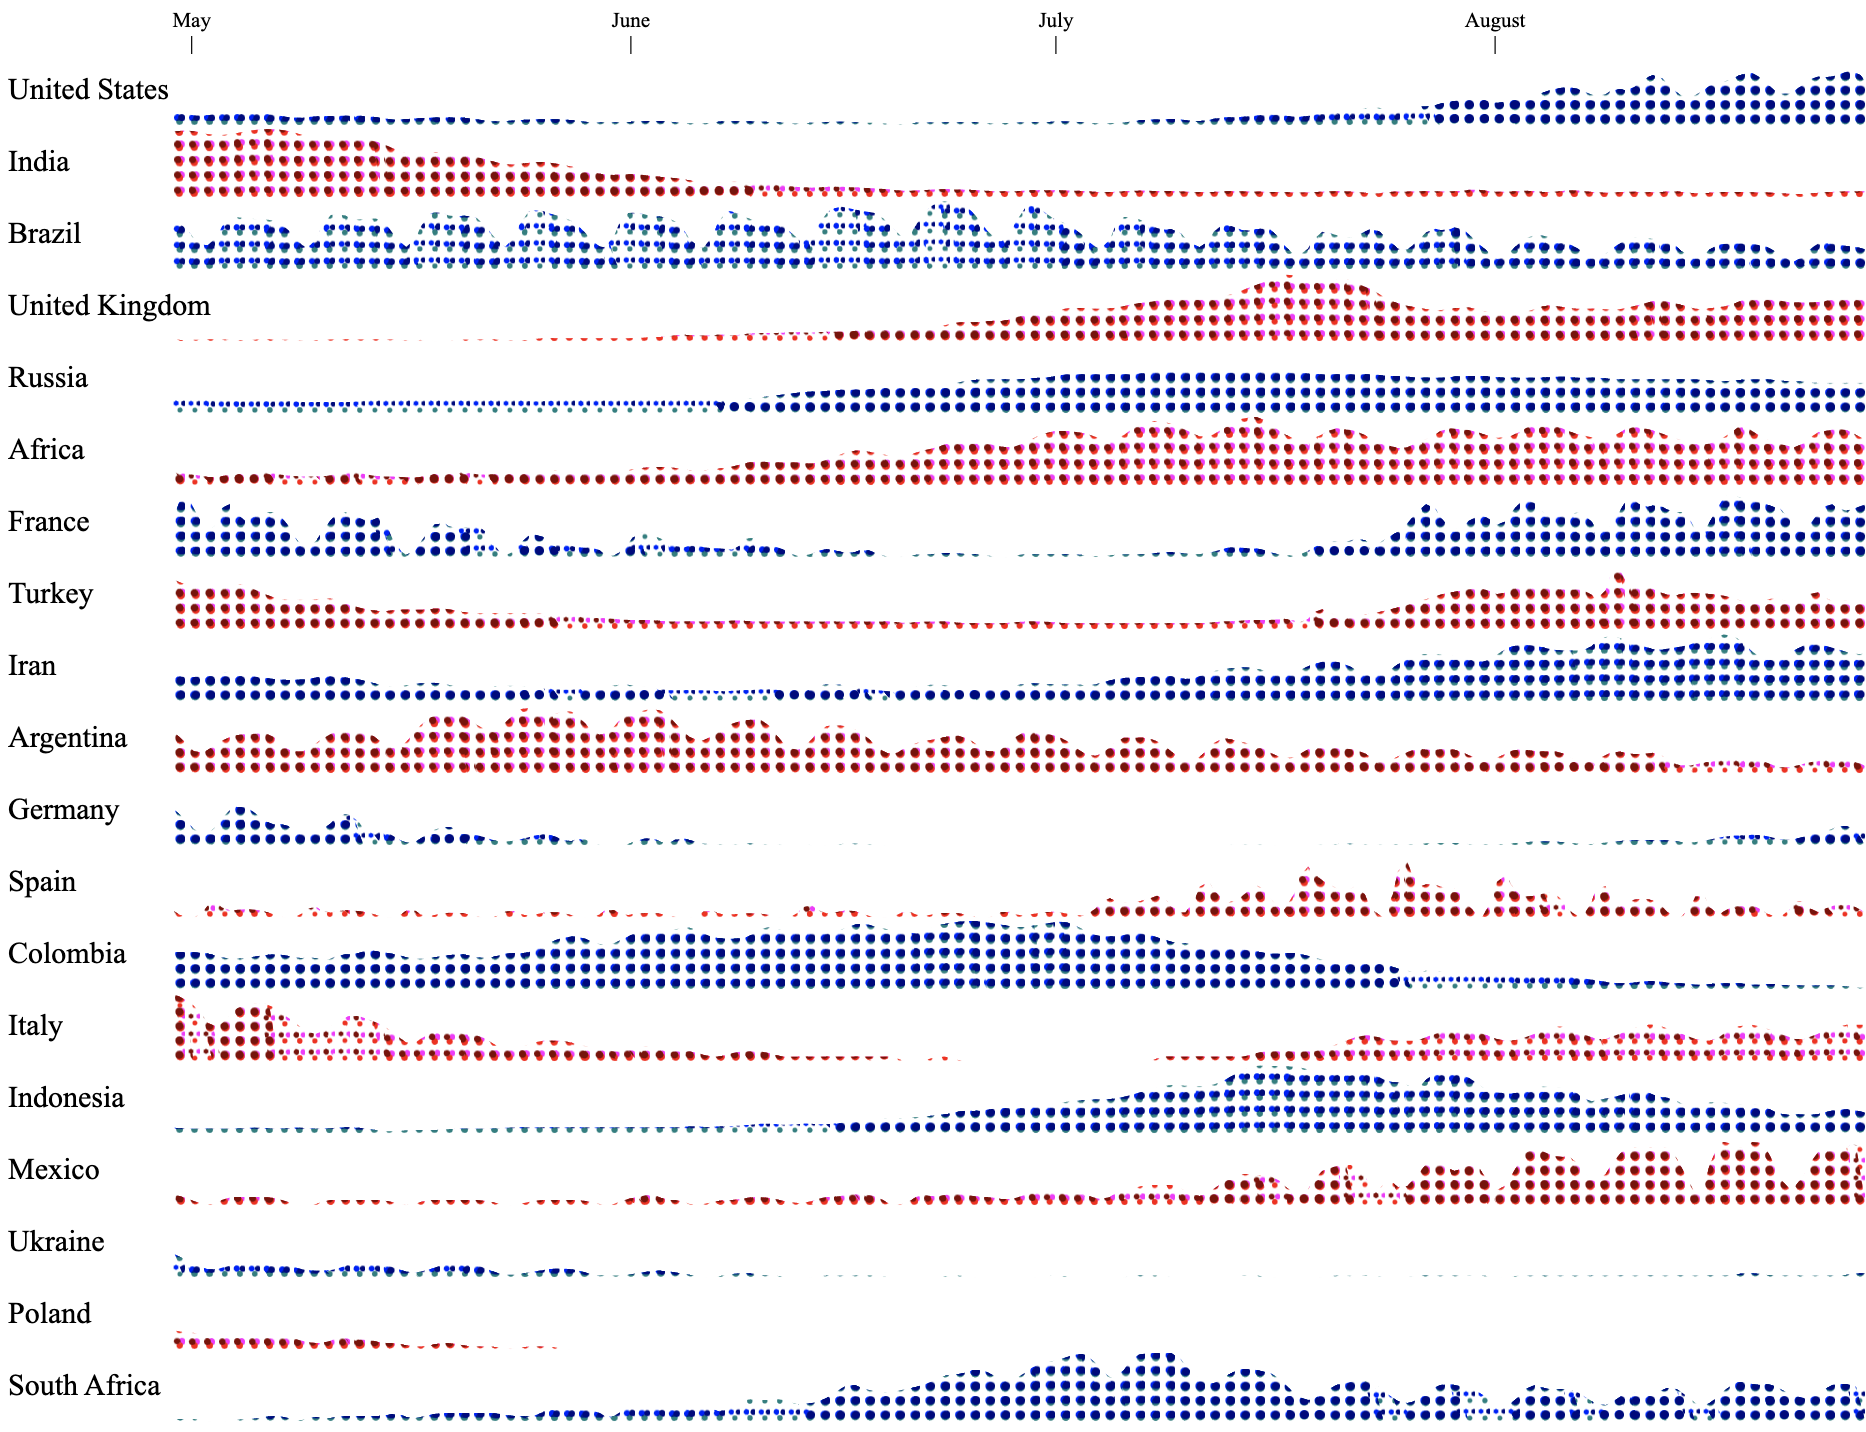 May June July August
United States
India
Brazil
United Kingdom
Russia
Africa
France
Turkey
Iran
Argentina
Germany
Spain
Colombia
Italy
Indonesia
Mexico
Ukraine
Poland
South Africa